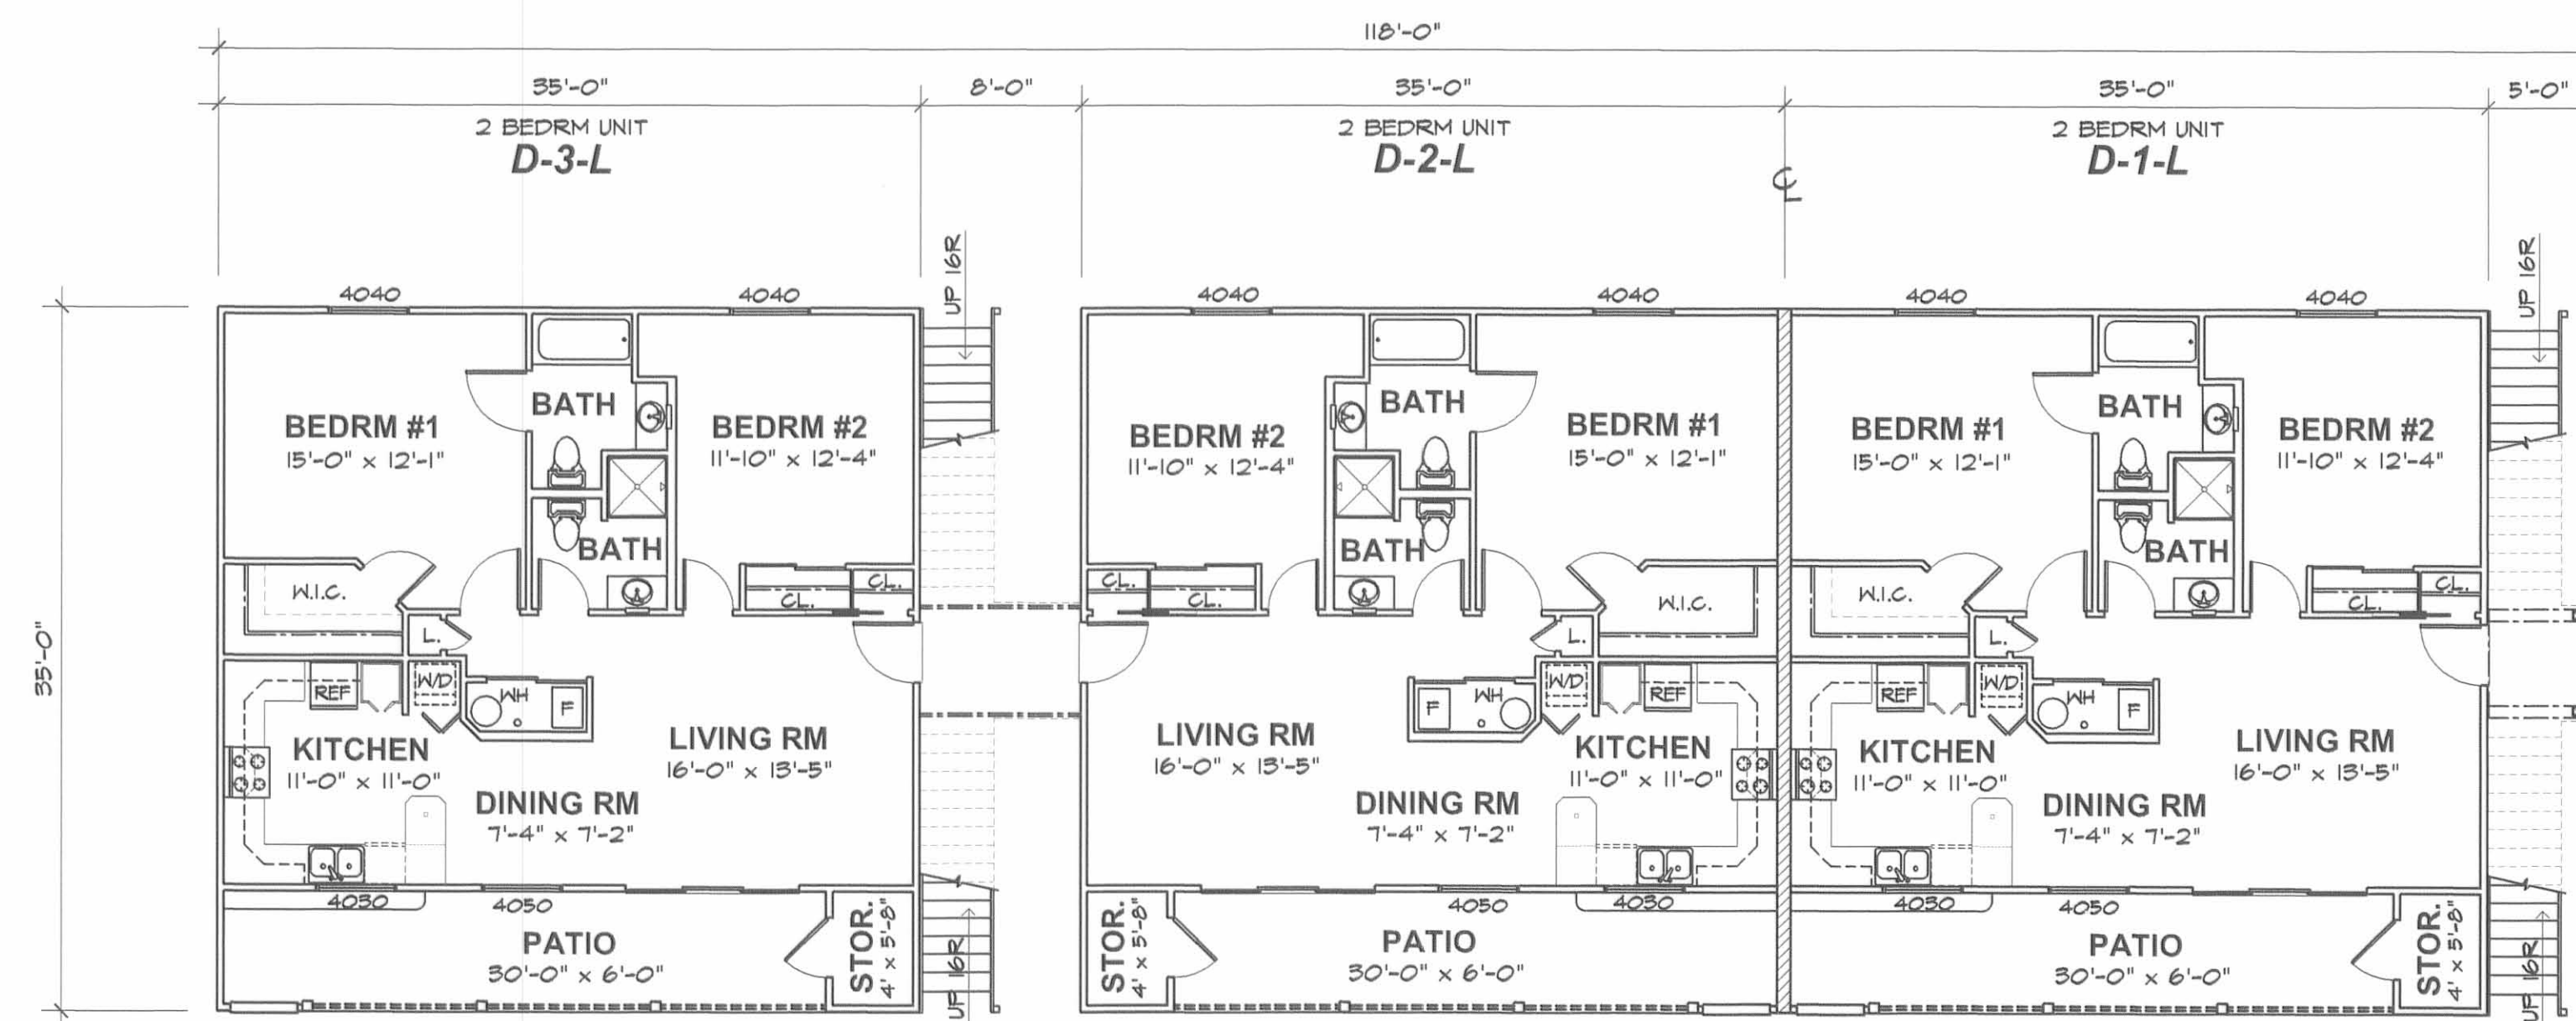 118'-0"
35'-0"
8'-0"
35'-0"
35'-0"
5'-0"
2 BEDRM UNIT
D-3-L
2 BEDRM UNIT
D-2-L
2 BEDRM UNIT
D-1-L
CL
UP 16R
UP 16R
35'-0"
4040
4040
4040
4040
4040
4040
BEDRM #1
15'-0" x 12'-1"
BATH
BEDRM #2
11'-10" x 12'-4"
BATH
W.I.C.
CL.
CL.
L.
REF
W/D
WH
F
KITCHEN
11'-0" x 11'-0"
LIVING RM
16'-0" x 13'-5"
DINING RM
7'-4" x 7'-2"
4030
4050
PATIO
30'-0" x 6'-0"
STOR.
4' x 5'-8"
UP 16R
BEDRM #2
11'-10" x 12'-4"
BATH
BEDRM #1
15'-0" x 12'-1"
BATH
CL.
CL.
W.I.C.
L.
F
WH
W/D
REF
LIVING RM
16'-0" x 13'-5"
KITCHEN
11'-0" x 11'-0"
DINING RM
7'-4" x 7'-2"
4050
4030
STOR.
4' x 5'-8"
PATIO
30'-0" x 6'-0"
BEDRM #1
15'-0" x 12'-1"
BATH
BEDRM #2
11'-10" x 12'-4"
BATH
W.I.C.
CL.
CL.
L.
REF
W/D
WH
F
KITCHEN
11'-0" x 11'-0"
LIVING RM
16'-0" x 13'-5"
DINING RM
7'-4" x 7'-2"
4030
4050
PATIO
30'-0" x 6'-0"
STOR.
4' x 5'-8"
UP 16R